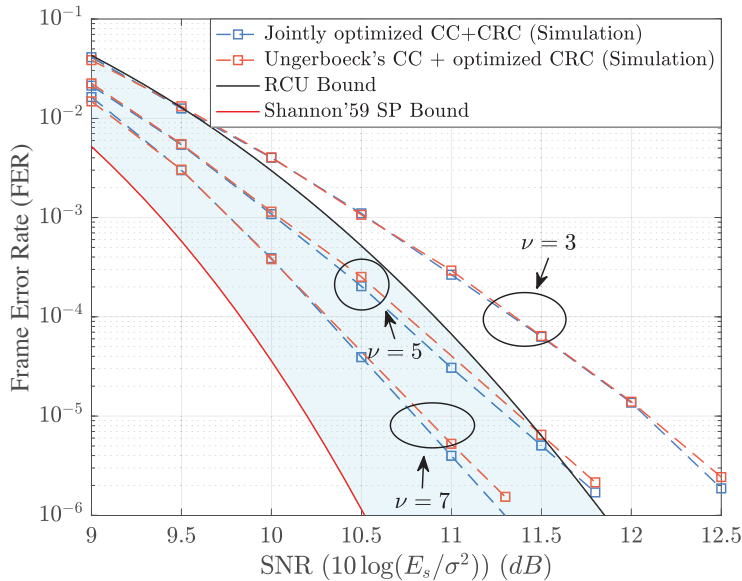 Jointly optimized CC+CRC (Simulation)
Ungerboeck's CC + optimized CRC (Simulation)
RCU Bound
Shannon'59 SP Bound
Frame Error Rate (FER)
10⁻¹
10⁻²
10⁻³
10⁻⁴
10⁻⁵
10⁻⁶
ν = 3
ν = 5
ν = 7
9 9.5 10 10.5 11 11.5 12 12.5
SNR (10 log(Eₛ/σ²)) (dB)